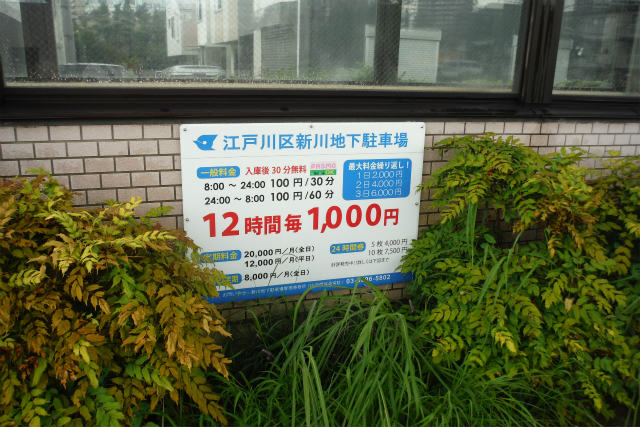 江戸川区新川地下駐車場
一般料金 入庫後30分無料
8:00 ～ 24:00 100円/30分
24:00 ～ 8:00 100円/60分
最大料金繰り返し!
1日2,000円
2日4,000円
3日6,000円
12時間毎1,000円
定期料金 20,000円/月(全日)
12,000円/月(平日)
8,000円/月(全日)
24時間券 5枚 4,000円
10枚 7,500円